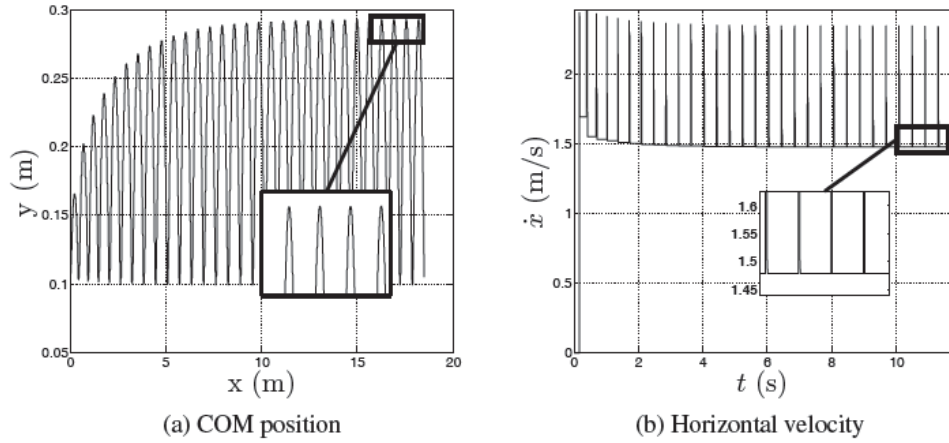 0.3
0.25
0.2
0.15
0.1
0.05
y (m)
0 5 10 15 20
x (m)
(a) COM position
2
1.5
1
0.5
0
ẋ (m/s)
1.6
1.55
1.5
1.45
0 2 4 6 8 10
t (s)
(b) Horizontal velocity